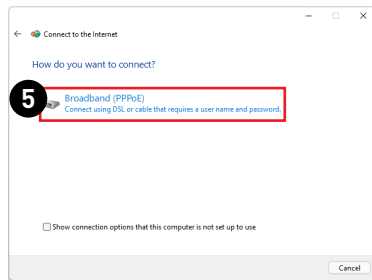 Connect to the Internet
How do you want to connect?
5
Broadband (PPPoE)
Connect using DSL or cable that requires a user name and password.
Show connection options that this computer is not set up to use
Cancel